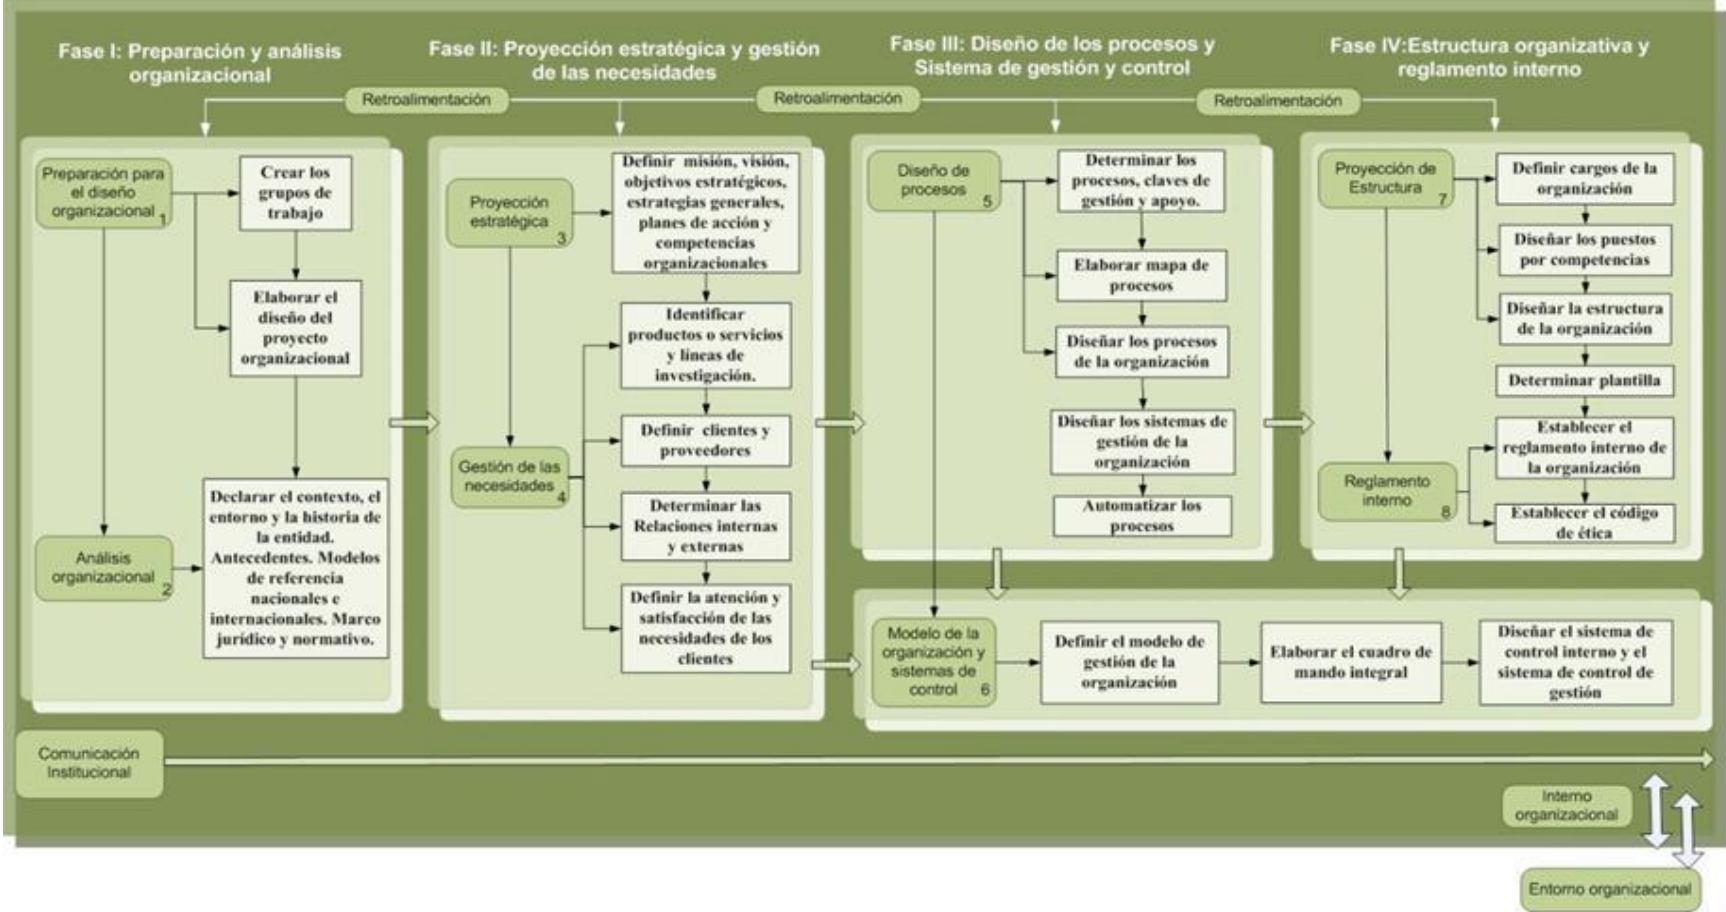 Fase I: Preparación y análisis
organizacional
Fase II: Proyección estratégica y gestión
de las necesidades
Fase III: Diseño de los procesos y
Sistema de gestión y control
Fase IV:Estructura organizativa y
reglamento interno
Retroalimentación
Retroalimentación
Retroalimentación
Preparación para
el diseño
organizacional
1
Crear los
grupos de
trabajo
Elaborar el
diseño del
proyecto
organizacional
Análisis
organizacional
2
Declarar el contexto, el
entorno y la historia de
la entidad.
Antecedentes. Modelos
de referencia
nacionales e
internacionales. Marco
jurídico y normativo.
Proyección
estratégica
3
Definir misión, visión,
objetivos estratégicos,
estrategias generales,
planes de acción y
competencias
organizacionales
Identificar
productos o servicios
y líneas de
investigación.
Gestión de las
necesidades
4
Definir clientes y
proveedores
Determinar las
Relaciones internas
y externas
Definir la atención y
satisfacción de las
necesidades de los
clientes
Diseño de
procesos
5
Determinar los
procesos, claves de
gestión y apoyo.
Elaborar mapa de
procesos
Diseñar los procesos
de la organización
Diseñar los sistemas de
gestión de la
organización
Automatizar los
procesos
Proyección de
Estructura
7
Definir cargos de la
organización
Diseñar los puestos
por competencias
Diseñar la estructura
de la organización
Determinar plantilla
Reglamento
interno
8
Establecer el
reglamento interno de
la organización
Establecer el código
de ética
Modelo de la
organización y
sistemas de
control
6
Definir el modelo de
gestión de la
organización
Elaborar el cuadro de
mando integral
Diseñar el sistema de
control interno y el
sistema de control de
gestión
Comunicación
Institucional
Interno
organizacional
Entorno organizacional